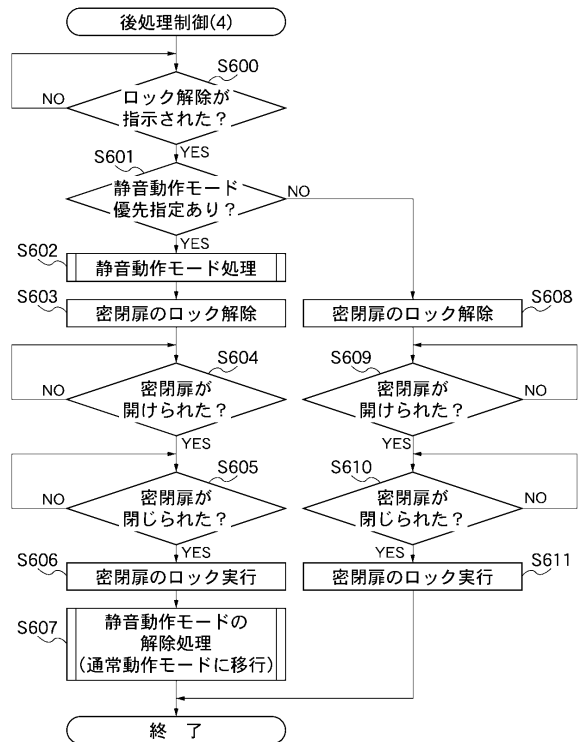 後処理制御(4)
S600
ロック解除が
指示された？
NO
YES
S601
静音動作モード
優先指定あり？
NO
YES
S602
静音動作モード処理
S603
密閉扉のロック解除
密閉扉のロック解除
S608
S604
密閉扉が
開けられた？
NO
YES
S609
密閉扉が
開けられた？
NO
YES
S605
密閉扉が
閉じられた？
NO
YES
S610
密閉扉が
閉じられた？
NO
YES
S606
密閉扉のロック実行
密閉扉のロック実行
S611
S607
静音動作モードの
解除処理
(通常動作モードに移行)
終 了